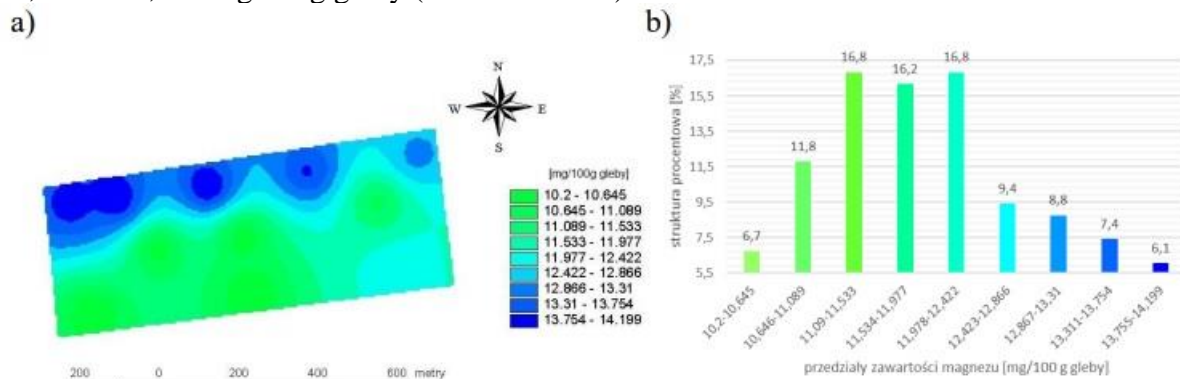 a)
b)
N
W
E
S
[mg/100g gleby]
10.2 - 10.645
10.645 - 11.089
11.089 - 11.533
11.533 - 11.977
11.977 - 12.422
12.422 - 12.866
12.866 - 13.31
13.31 - 13.754
13.754 - 14.199
200 0 200 400 600 metry
struktura procentowa [%]
17,5
15,5
13,5
11,5
9,5
7,5
5,5
6,7
11,8
16,8
16,2
16,8
9,4
8,8
7,4
6,1
10,2-10,645
10,646-11,089
11,09-11,533
11,534-11,977
11,978-12,422
12,423-12,866
12,867-13,31
13,311-13,754
13,755-14,199
przedziały zawartości magnezu [mg/100 g gleby]